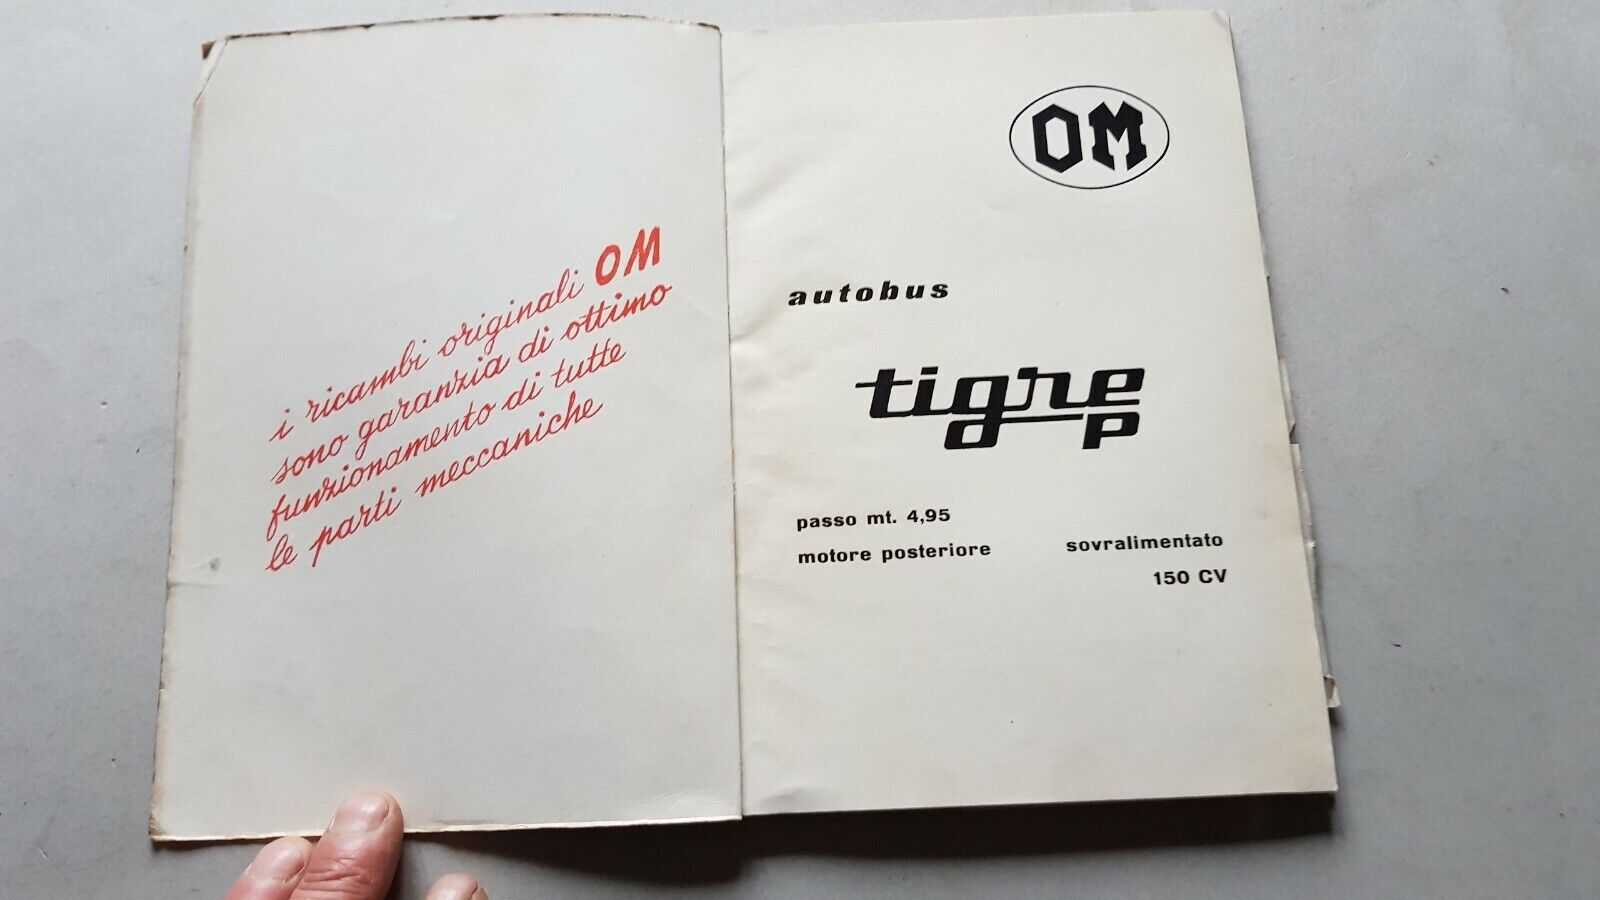 i ricambi originali OM
sono garanzia di ottimo
funzionamento di tutte
le parti meccaniche
OM
autobus
tigre
P
passo mt. 4,95
motore posteriore
sovralimentato
150 CV